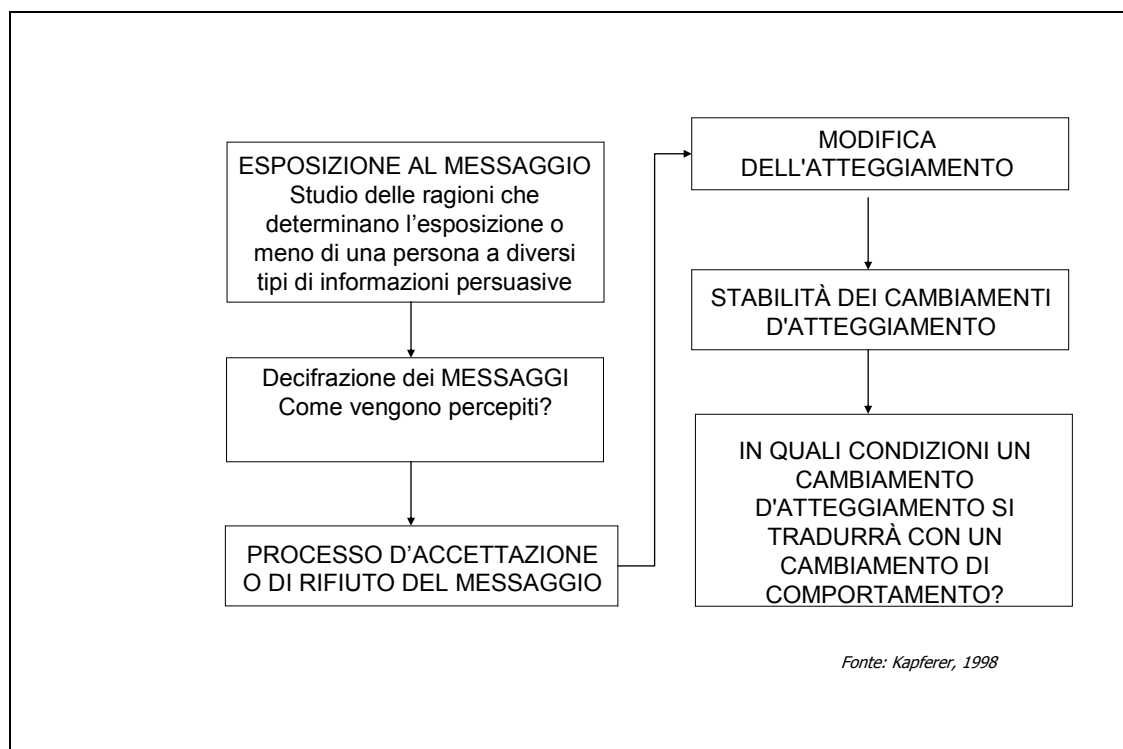 ESPOSIZIONE AL MESSAGGIO
Studio delle ragioni che
determinano l’esposizione o
meno di una persona a diversi
tipi di informazioni persuasive
Decifrazione dei MESSAGGI
Come vengono percepiti?
PROCESSO D’ACCETTAZIONE
O DI RIFIUTO DEL MESSAGGIO
MODIFICA
DELL'ATTEGGIAMENTO
STABILITÀ DEI CAMBIAMENTI
D'ATTEGGIAMENTO
IN QUALI CONDIZIONI UN
CAMBIAMENTO
D'ATTEGGIAMENTO SI
TRADURRÀ CON UN
CAMBIAMENTO DI
COMPORTAMENTO?
Fonte: Kapferer, 1998